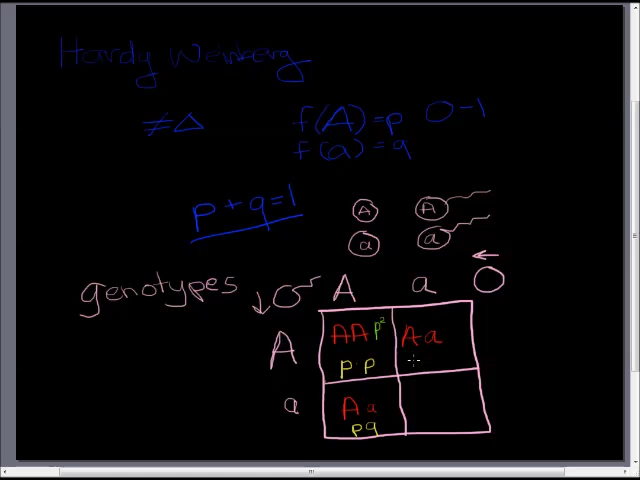 Hardy Weinberg
≠Δ f(A)=p 0-1
f(a)=q
p+q=1
A A
a a
genotypes A a
A AA p² Aa
p p
a Aa
pq